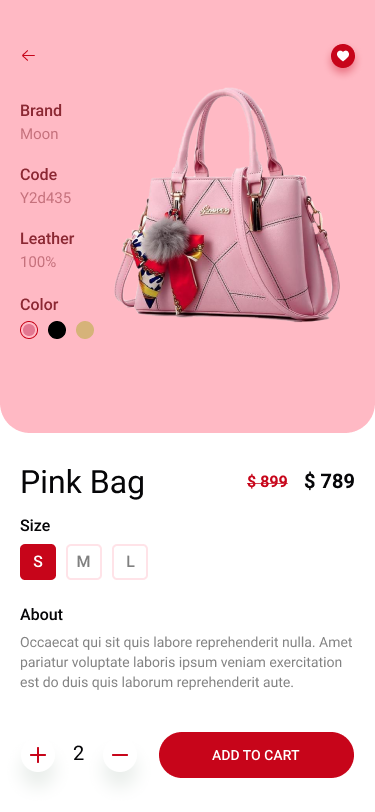 Brand
Moon
Code
Y2d435
Leather
100%
Color
Pink Bag
$ 899 $ 789
Size
S M L
About
Occaecat qui sit quis labore reprehenderit nulla. Amet
pariatur voluptate laboris ipsum veniam exercitation
est do duis quis laborum reprehenderit aute.
2
ADD TO CART